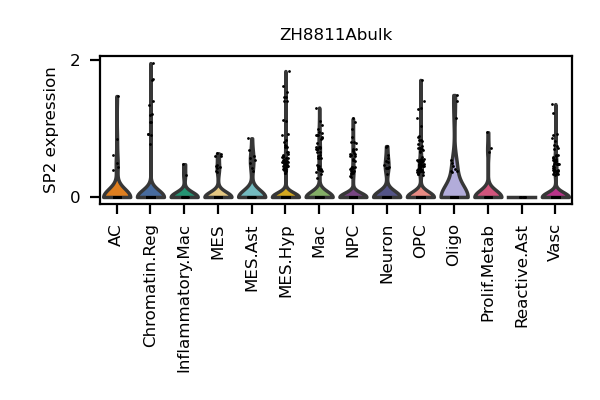 ZH8811Abulk
SP2 expression
2
0
AC
Chromatin.Reg
Inflammatory.Mac
MES
MES.Ast
MES.Hyp
Mac
NPC
Neuron
OPC
Oligo
Prolif.Metab
Reactive.Ast
Vasc